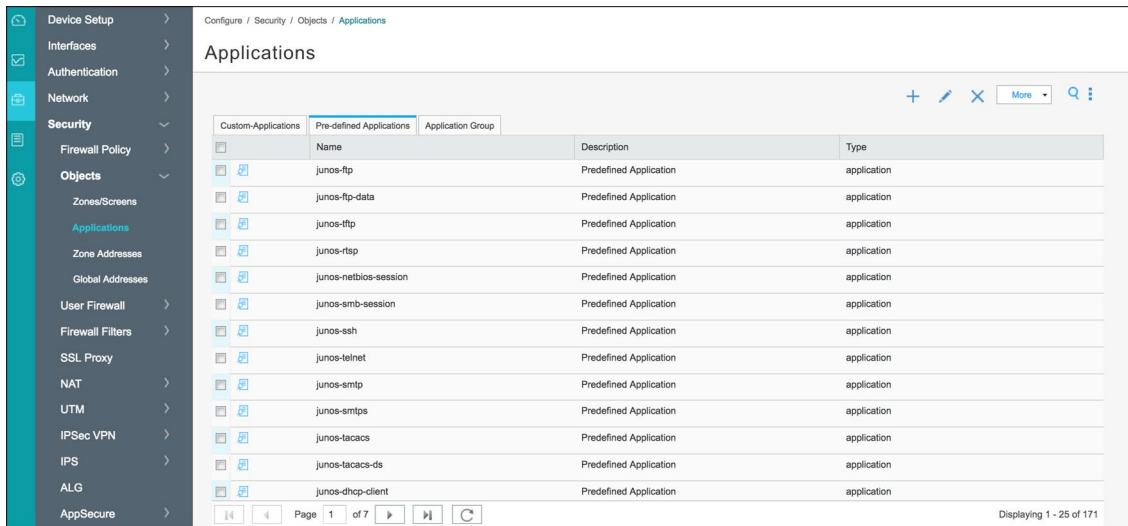 Device Setup
Interfaces
Authentication
Network
Security
Firewall Policy
Objects
Zones/Screens
Applications
Zone Addresses
Global Addresses
User Firewall
Firewall Filters
SSL Proxy
NAT
UTM
IPSec VPN
IPS
ALG
AppSecure
Configure / Security / Objects / Applications
Applications
More
Custom-Applications Pre-defined Applications Application Group
Name Description Type
junos-ftp Predefined Application application
junos-ftp-data Predefined Application application
junos-tftp Predefined Application application
junos-rtsp Predefined Application application
junos-netbios-session Predefined Application application
junos-smb-session Predefined Application application
junos-ssh Predefined Application application
junos-telnet Predefined Application application
junos-smtp Predefined Application application
junos-smtps Predefined Application application
junos-tacacs Predefined Application application
junos-tacacs-ds Predefined Application application
junos-dhcp-client Predefined Application application
Page 1 of 7 Displaying 1 - 25 of 171